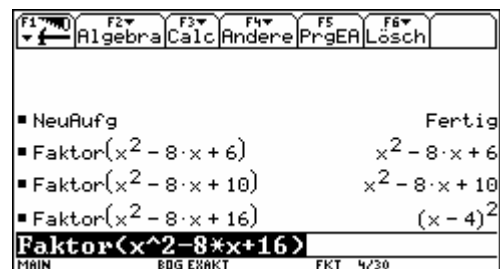 F1 F2 Algebra F3 Calc F4 Andere F5 PrgEA F6 Lösch
NeuAufg Fertig
Faktor(x² - 8·x + 6) x² - 8·x + 6
Faktor(x² - 8·x + 10) x² - 8·x + 10
Faktor(x² - 8·x + 16) (x - 4)²
Faktor(x^2-8*x+16)
MAIN BOG EXAKT FKT 4/30